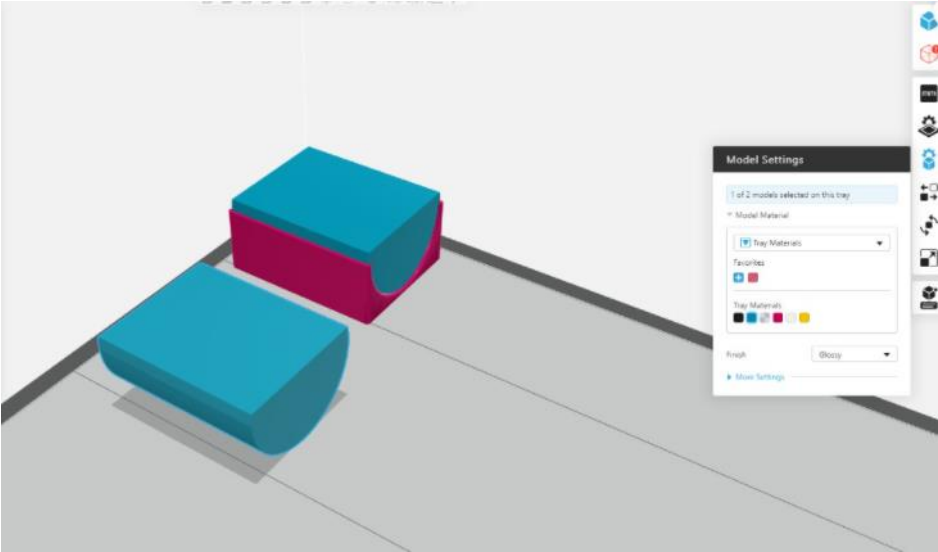 mm
Model Settings
1 of 2 models selected on this tray
Model Material
Tray Materials
Favorites
Tray Materials
Finish Glossy
More Settings